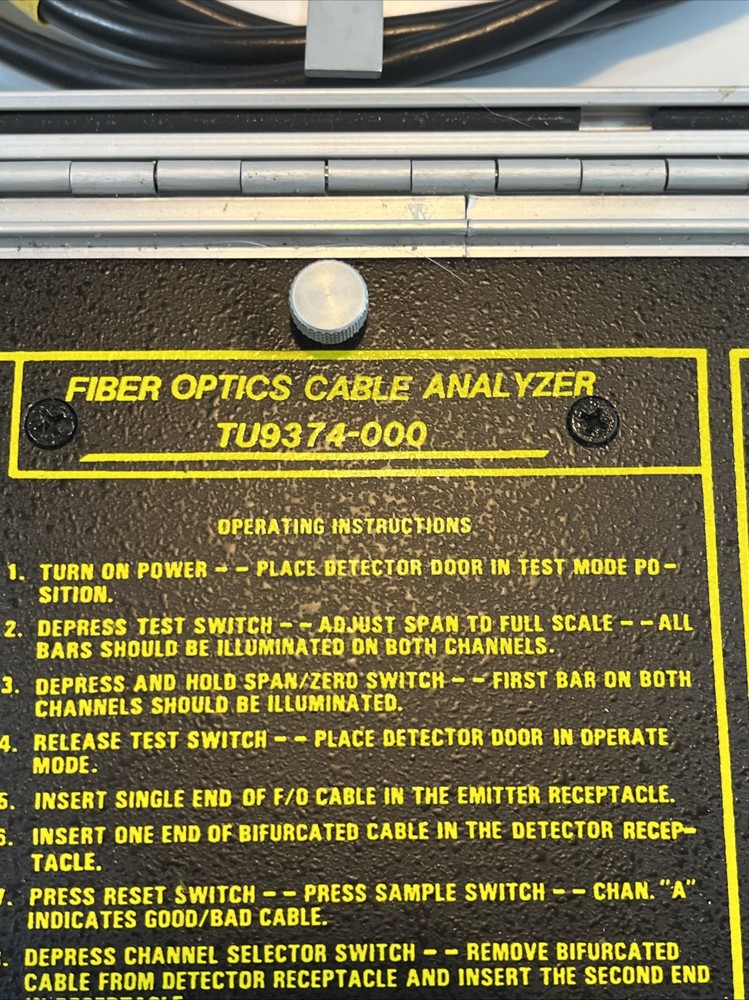 FIBER OPTICS CABLE ANALYZER
TU9374-000
OPERATING INSTRUCTIONS
1. TURN ON POWER -- PLACE DETECTOR DOOR IN TEST MODE PO-
SITION.
2. DEPRESS TEST SWITCH -- ADJUST SPAN TO FULL SCALE -- ALL
BARS SHOULD BE ILLUMINATED ON BOTH CHANNELS.
3. DEPRESS AND HOLD SPAN/ZERO SWITCH -- FIRST BAR ON BOTH
CHANNELS SHOULD BE ILLUMINATED.
4. RELEASE TEST SWITCH -- PLACE DETECTOR DOOR IN OPERATE
MODE.
5. INSERT SINGLE END OF F/O CABLE IN THE EMITTER RECEPTACLE.
6. INSERT ONE END OF BIFURCATED CABLE IN THE DETECTOR RECEP-
TACLE.
7. PRESS RESET SWITCH -- PRESS SAMPLE SWITCH -- CHAN. "A"
INDICATES GOOD/BAD CABLE.
. DEPRESS CHANNEL SELECTOR SWITCH -- REMOVE BIFURCATED
CABLE FROM DETECTOR RECEPTACLE AND INSERT THE SECOND END